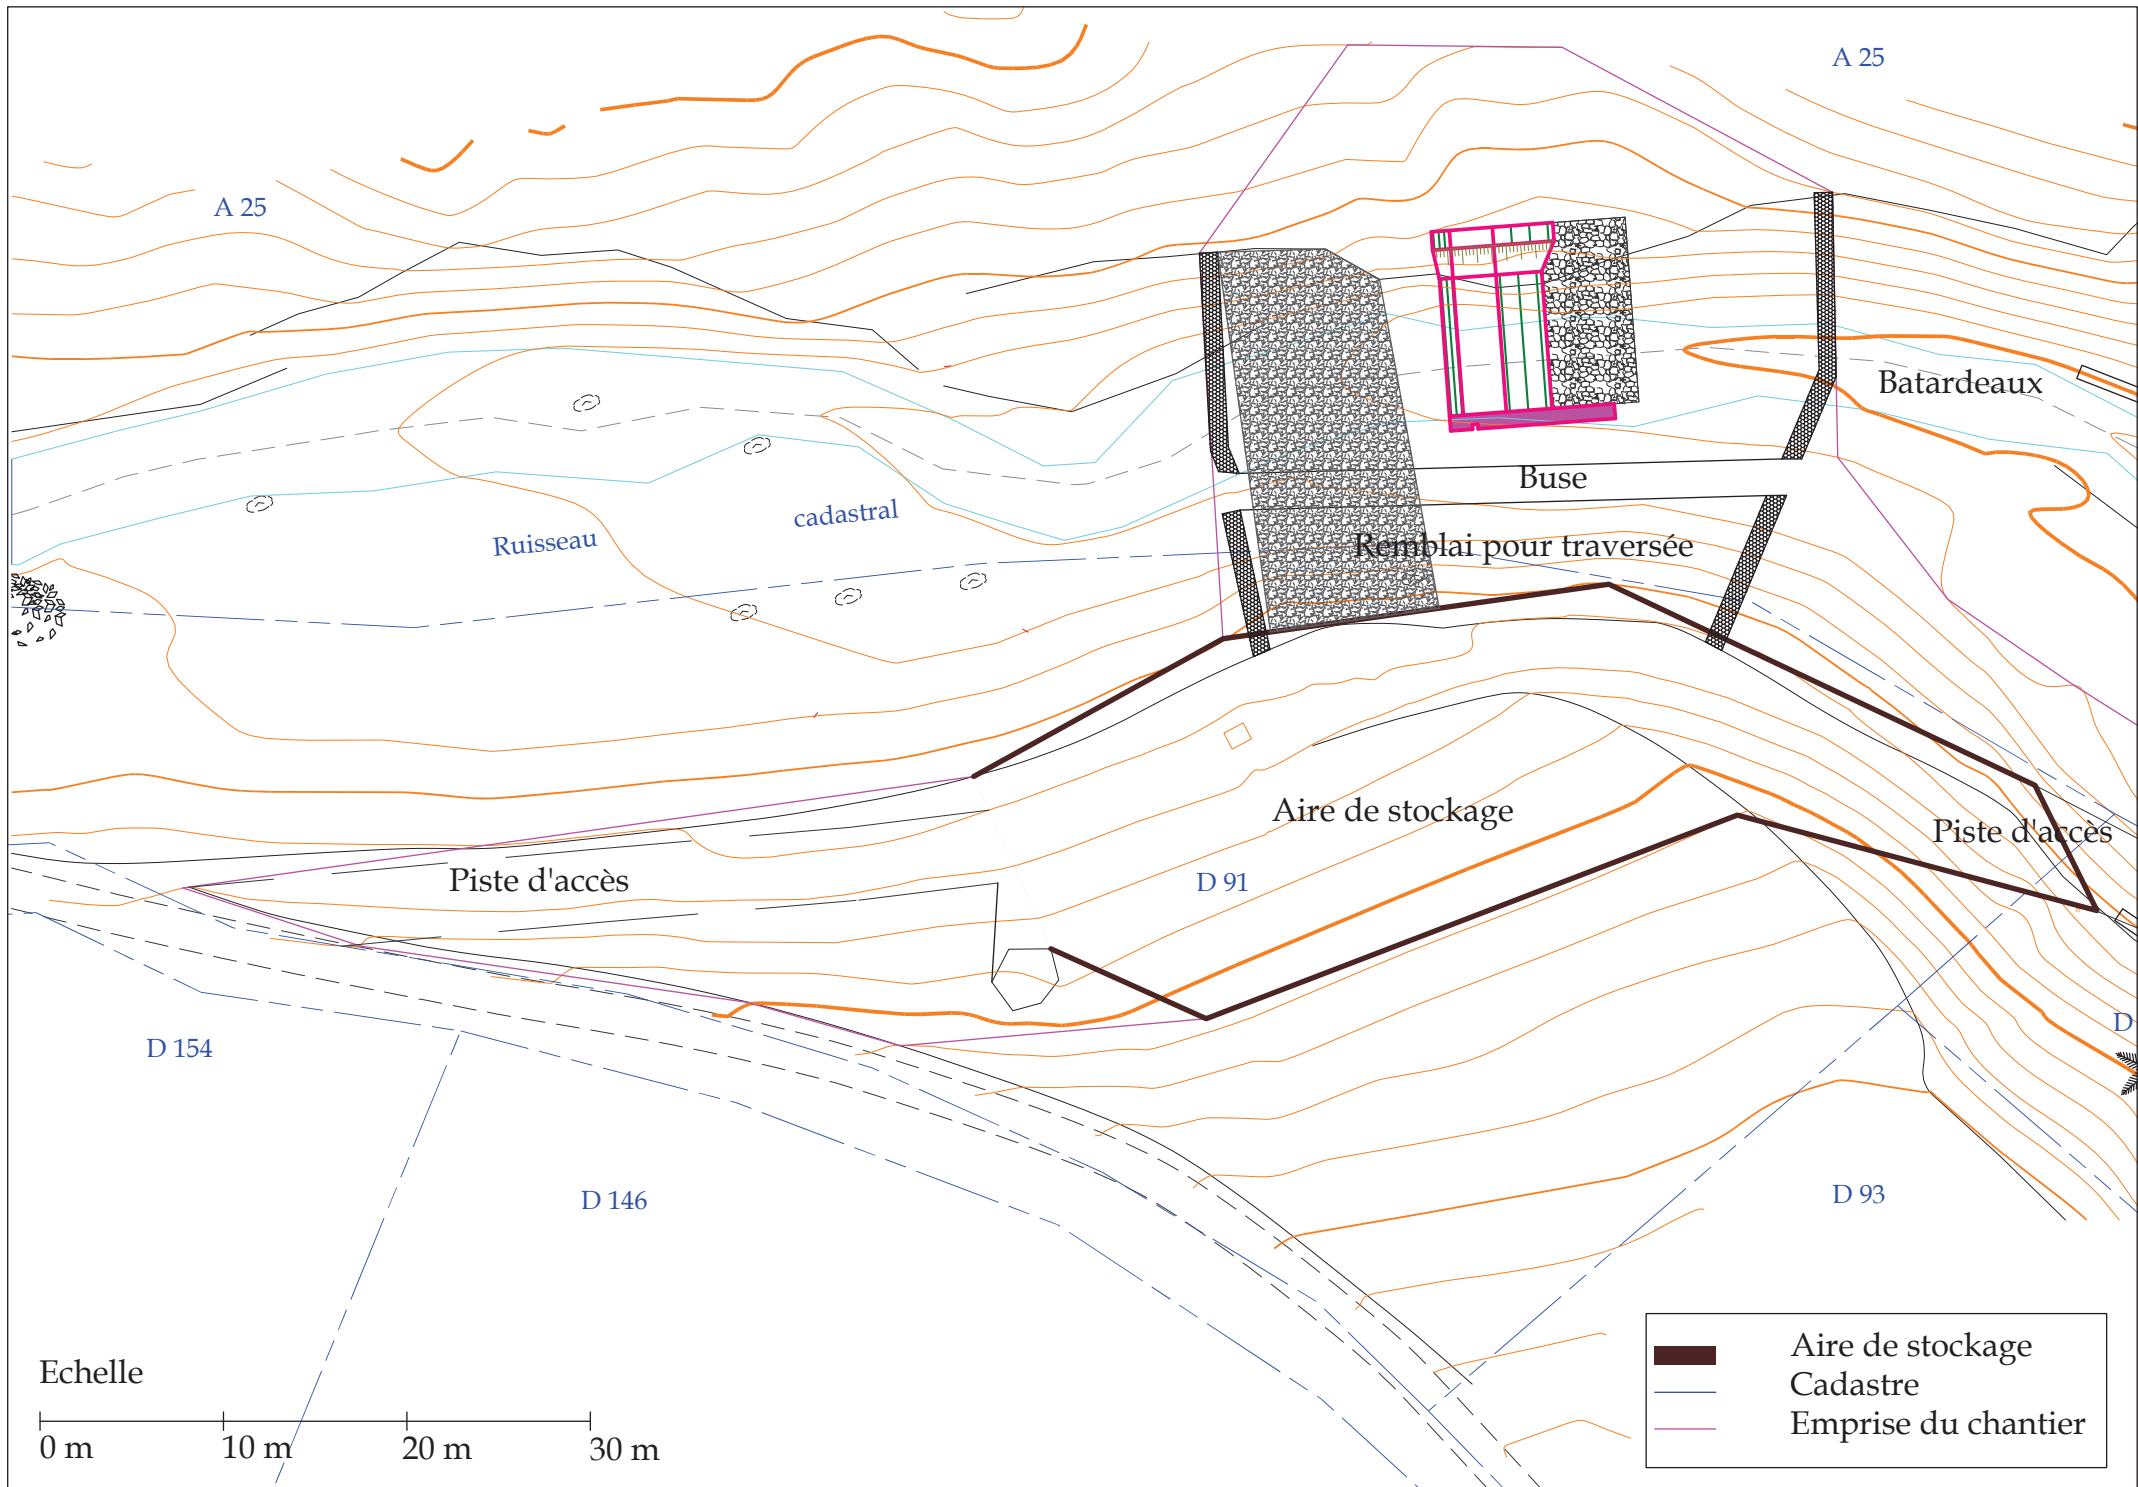 A 25
A 25
Batardeaux
Buse
cadastral
Ruisseau
Remblai pour traversée
Aire de stockage
Piste d'accès
Piste d'accès
D 91
D
D 154
D 146
D 93
Echelle
0 m 10 m 20 m 30 m
Aire de stockage
Cadastre
Emprise du chantier